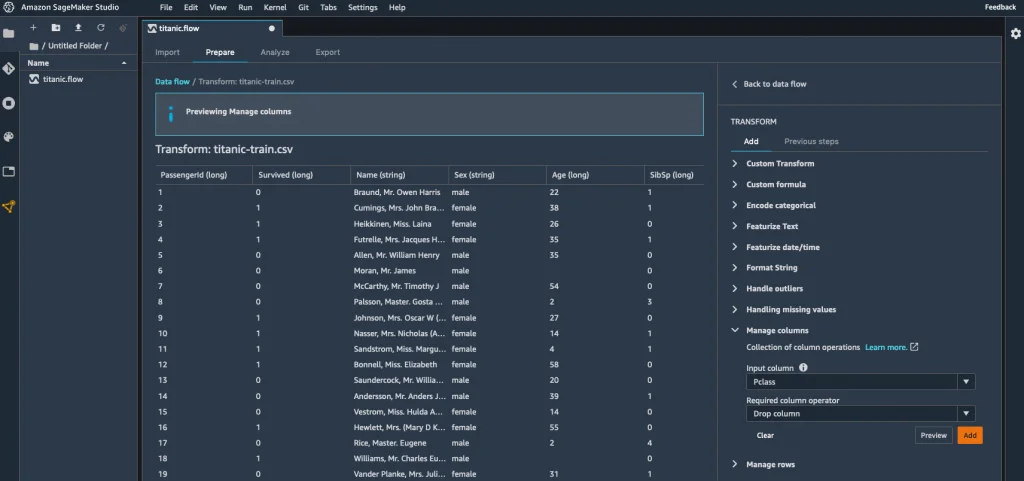 Amazon SageMaker Studio File Edit View Run Kernel Git Tabs Settings Help Feedback
titanic.flow
/ Untitled Folder /
Name
titanic.flow
Import Prepare Analyze Export
Data flow / Transform: titanic-train.csv
Previewing Manage columns
Transform: titanic-train.csv
PassengerId (long) Survived (long) Name (string) Sex (string) Age (long) SibSp (long)
1 0 Braund, Mr. Owen Harris male 22 1
2 1 Cumings, Mrs. John Bra... female 38 1
3 1 Heikkinen, Miss. Laina female 26 0
4 1 Futrelle, Mrs. Jacques H... female 35 1
5 0 Allen, Mr. William Henry male 35 0
6 0 Moran, Mr. James male 0
7 0 McCarthy, Mr. Timothy J male 54 0
8 0 Palsson, Master. Gosta ... male 2 3
9 1 Johnson, Mrs. Oscar W (... female 27 0
10 1 Nasser, Mrs. Nicholas (A... female 14 1
11 1 Sandstrom, Miss. Margu... female 4 1
12 1 Bonnell, Miss. Elizabeth female 58 0
13 0 Saundercock, Mr. Willia... male 20 0
14 0 Andersson, Mr. Anders J... male 39 1
15 0 Vestrom, Miss. Hulda A... female 14 0
16 1 Hewlett, Mrs. (Mary D K... female 55 0
17 0 Rice, Master. Eugene male 2 4
18 1 Williams, Mr. Charles Eu... male 0
19 0 Vander Planke, Mrs. Juli... female 31 1
Back to data flow
TRANSFORM
Add Previous steps
Custom Transform
Custom formula
Encode categorical
Featurize Text
Featurize date/time
Format String
Handle outliers
Handling missing values
Manage columns
Collection of column operations Learn more.
Input column
Pclass
Required column operator
Drop column
Clear Preview Add
Manage rows